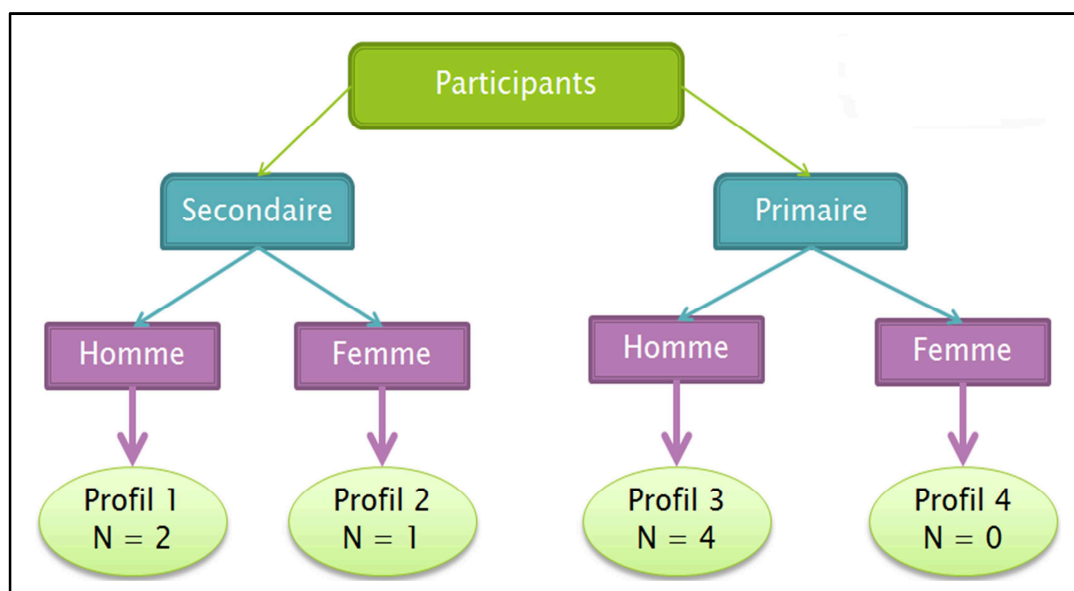 Participants
Secondaire
Primaire
Homme
Femme
Homme
Femme
Profil 1
N = 2
Profil 2
N = 1
Profil 3
N = 4
Profil 4
N = 0